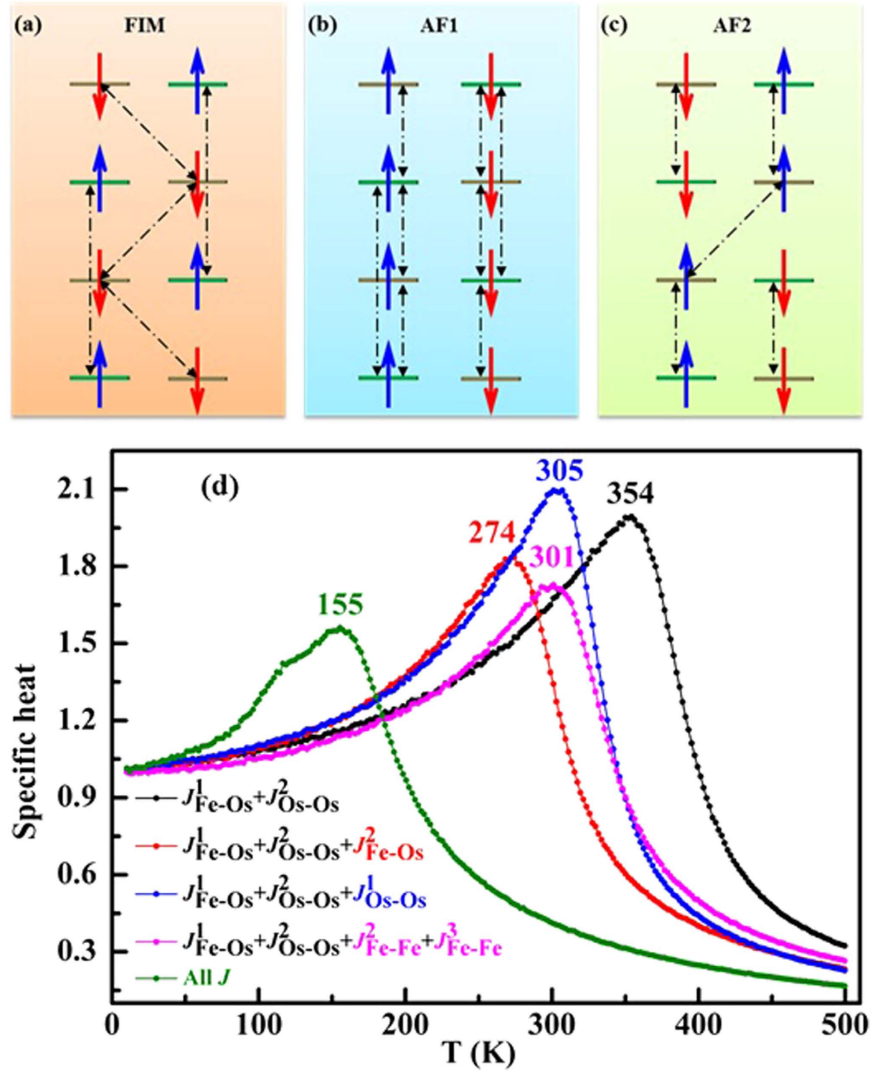 (a) FIM
(b) AF1
(c) AF2
(d)
Specific heat
2.1
1.8
1.5
1.2
0.9
0.6
0.3
155
274
305
301
354
J¹Fe-Os+J²Os-Os
J¹Fe-Os+J²Os-Os+J²Fe-Os
J¹Fe-Os+J²Os-Os+J¹Os-Os
J¹Fe-Os+J²Os-Os+J²Fe-Fe+J³Fe-Fe
All J
0 100 200 300 400 500
T (K)